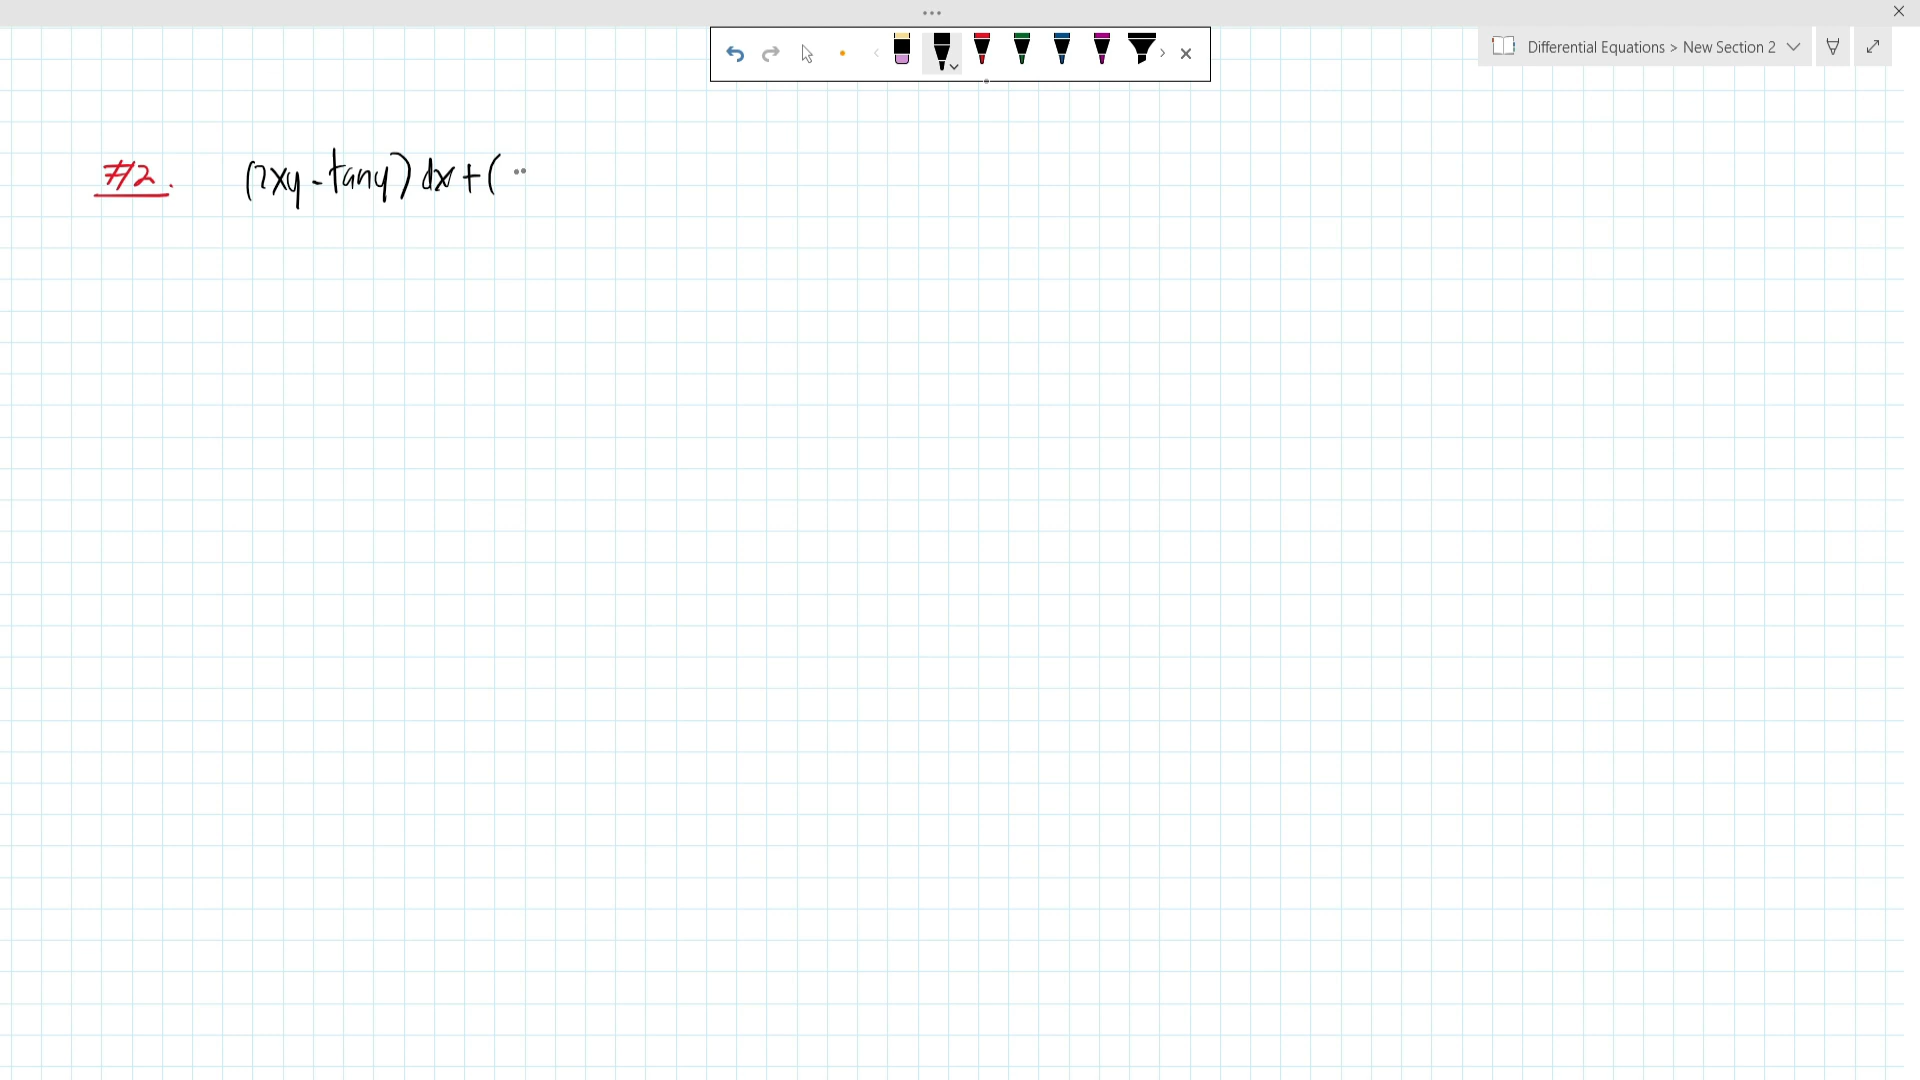 Differential Equations > New Section 2
#2. (2xy - tany) dx + (